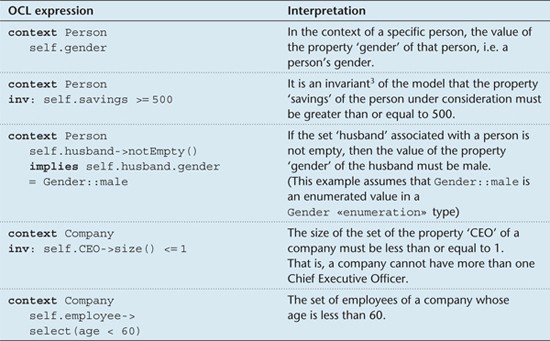 OCL expression
Interpretation
context Person
self.gender
In the context of a specific person, the value of
the property ‘gender’ of that person, i.e. a
person’s gender.
context Person
inv: self.savings >=500
It is an invariant3 of the model that the property
‘savings’ of the person under consideration must
be greater than or equal to 500.
context Person
self.husband->notEmpty()
implies self.husband.gender
= Gender::male
If the set ‘husband’ associated with a person is
not empty, then the value of the property
‘gender’ of the husband must be male.
(This example assumes that Gender::male is
an enumerated value in a
Gender «enumeration» type)
context Company
inv: self.CEO->size() <=1
The size of the set of the property ‘CEO’ of a
company must be less than or equal to 1.
That is, a company cannot have more than one
Chief Executive Officer.
context Company
self.employee->
select(age < 60)
The set of employees of a company whose
age is less than 60.